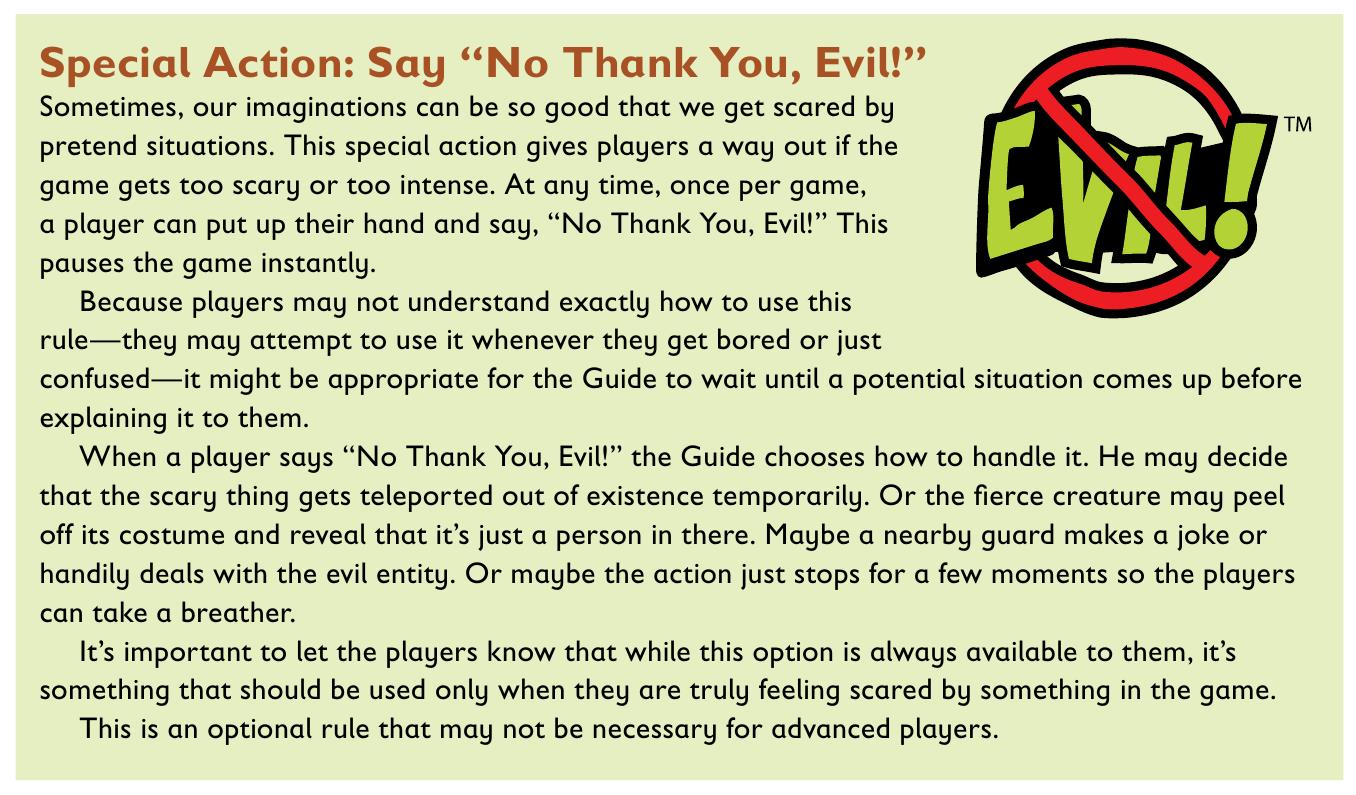 Special Action: Say “No Thank You, Evil!”
EVIL!
TM
Sometimes, our imaginations can be so good that we get scared by
pretend situations. This special action gives players a way out if the
game gets too scary or too intense. At any time, once per game,
a player can put up their hand and say, “No Thank You, Evil!” This
pauses the game instantly.
Because players may not understand exactly how to use this
rule—they may attempt to use it whenever they get bored or just
confused—it might be appropriate for the Guide to wait until a potential situation comes up before
explaining it to them.
When a player says “No Thank You, Evil!” the Guide chooses how to handle it. He may decide
that the scary thing gets teleported out of existence temporarily. Or the fierce creature may peel
off its costume and reveal that it’s just a person in there. Maybe a nearby guard makes a joke or
handily deals with the evil entity. Or maybe the action just stops for a few moments so the players
can take a breather.
It’s important to let the players know that while this option is always available to them, it’s
something that should be used only when they are truly feeling scared by something in the game.
This is an optional rule that may not be necessary for advanced players.